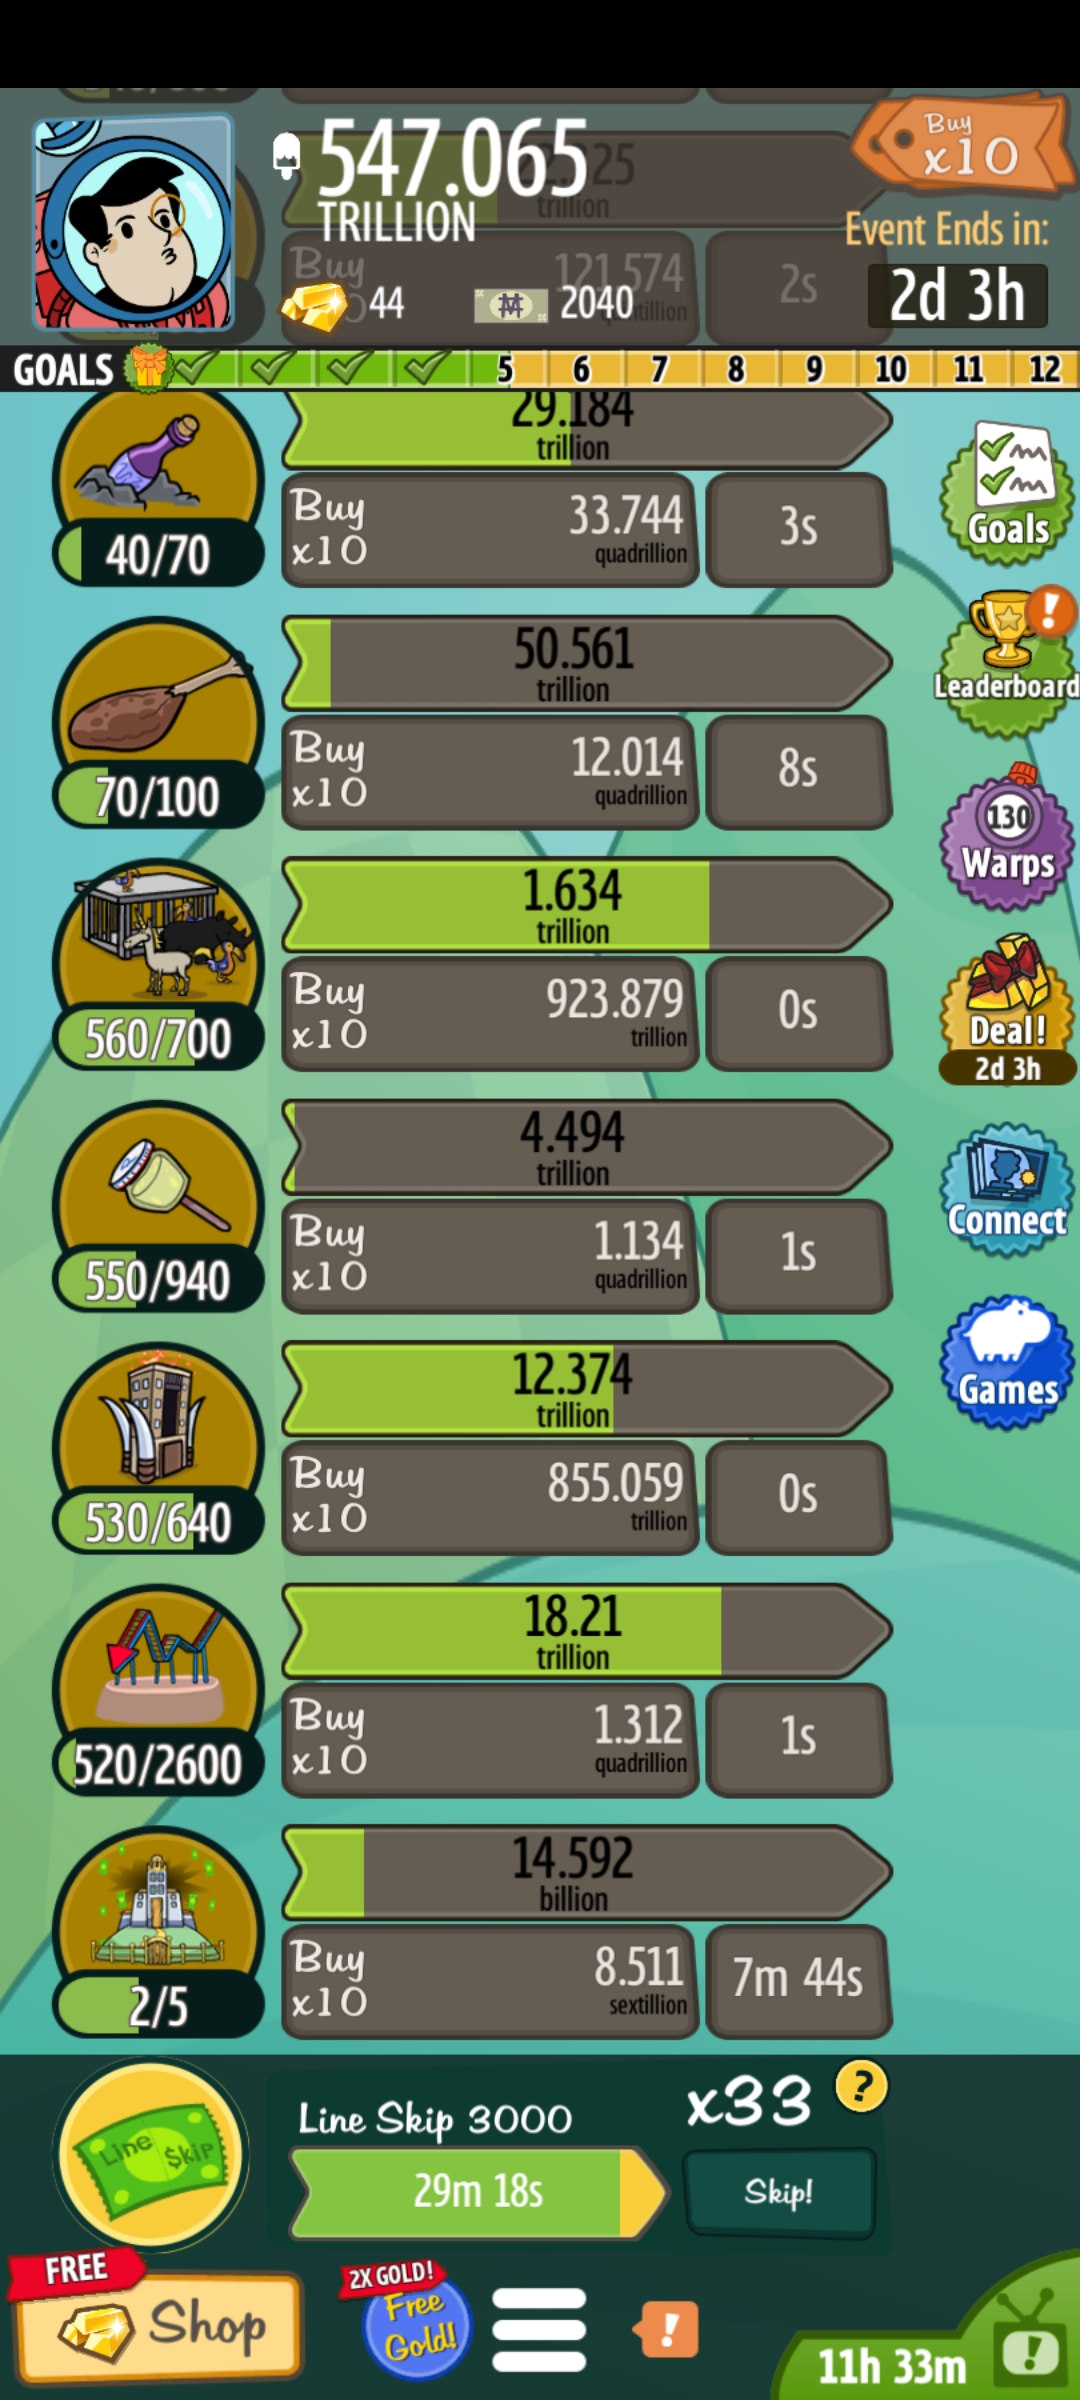 547.065
TRILLION
44
2040
Buy
x10
Event Ends in:
2d 3h
trillion
Buy
121.574
2s
GOALS
5
6
7
8
9
10
11
12
29.184
trillion
40/70
Buy
x10
33.744
quadrillion
3s
Goals
50.561
trillion
70/100
Buy
x10
12.014
quadrillion
8s
!
Leaderboard
1.634
trillion
560/700
Buy
x10
923.879
trillion
0s
130
Warps
Deal!
2d 3h
4.494
trillion
550/940
Buy
x10
1.134
quadrillion
1s
Connect
12.374
trillion
530/640
Buy
x10
855.059
trillion
0s
Games
18.21
trillion
520/2600
Buy
x10
1.312
quadrillion
1s
14.592
billion
2/5
Buy
x10
8.511
sextillion
7m 44s
Line $kip
Line Skip 3000
x33
?
29m 18s
Skip!
FREE
Shop
2X GOLD!
Free
Gold!
!
11h 33m
!